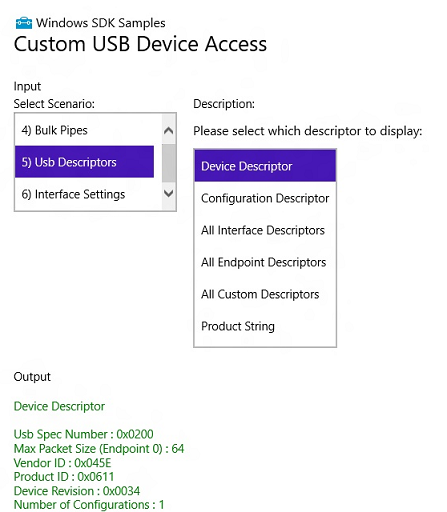 Windows SDK Samples
Custom USB Device Access
Input
Select Scenario:
4) Bulk Pipes
5) Usb Descriptors
6) Interface Settings
Description:
Please select which descriptor to display:
Device Descriptor
Configuration Descriptor
All Interface Descriptors
All Endpoint Descriptors
All Custom Descriptors
Product String
Output
Device Descriptor
Usb Spec Number : 0x0200
Max Packet Size (Endpoint 0) : 64
Vendor ID : 0x045E
Product ID : 0x0611
Device Revision : 0x0034
Number of Configurations : 1